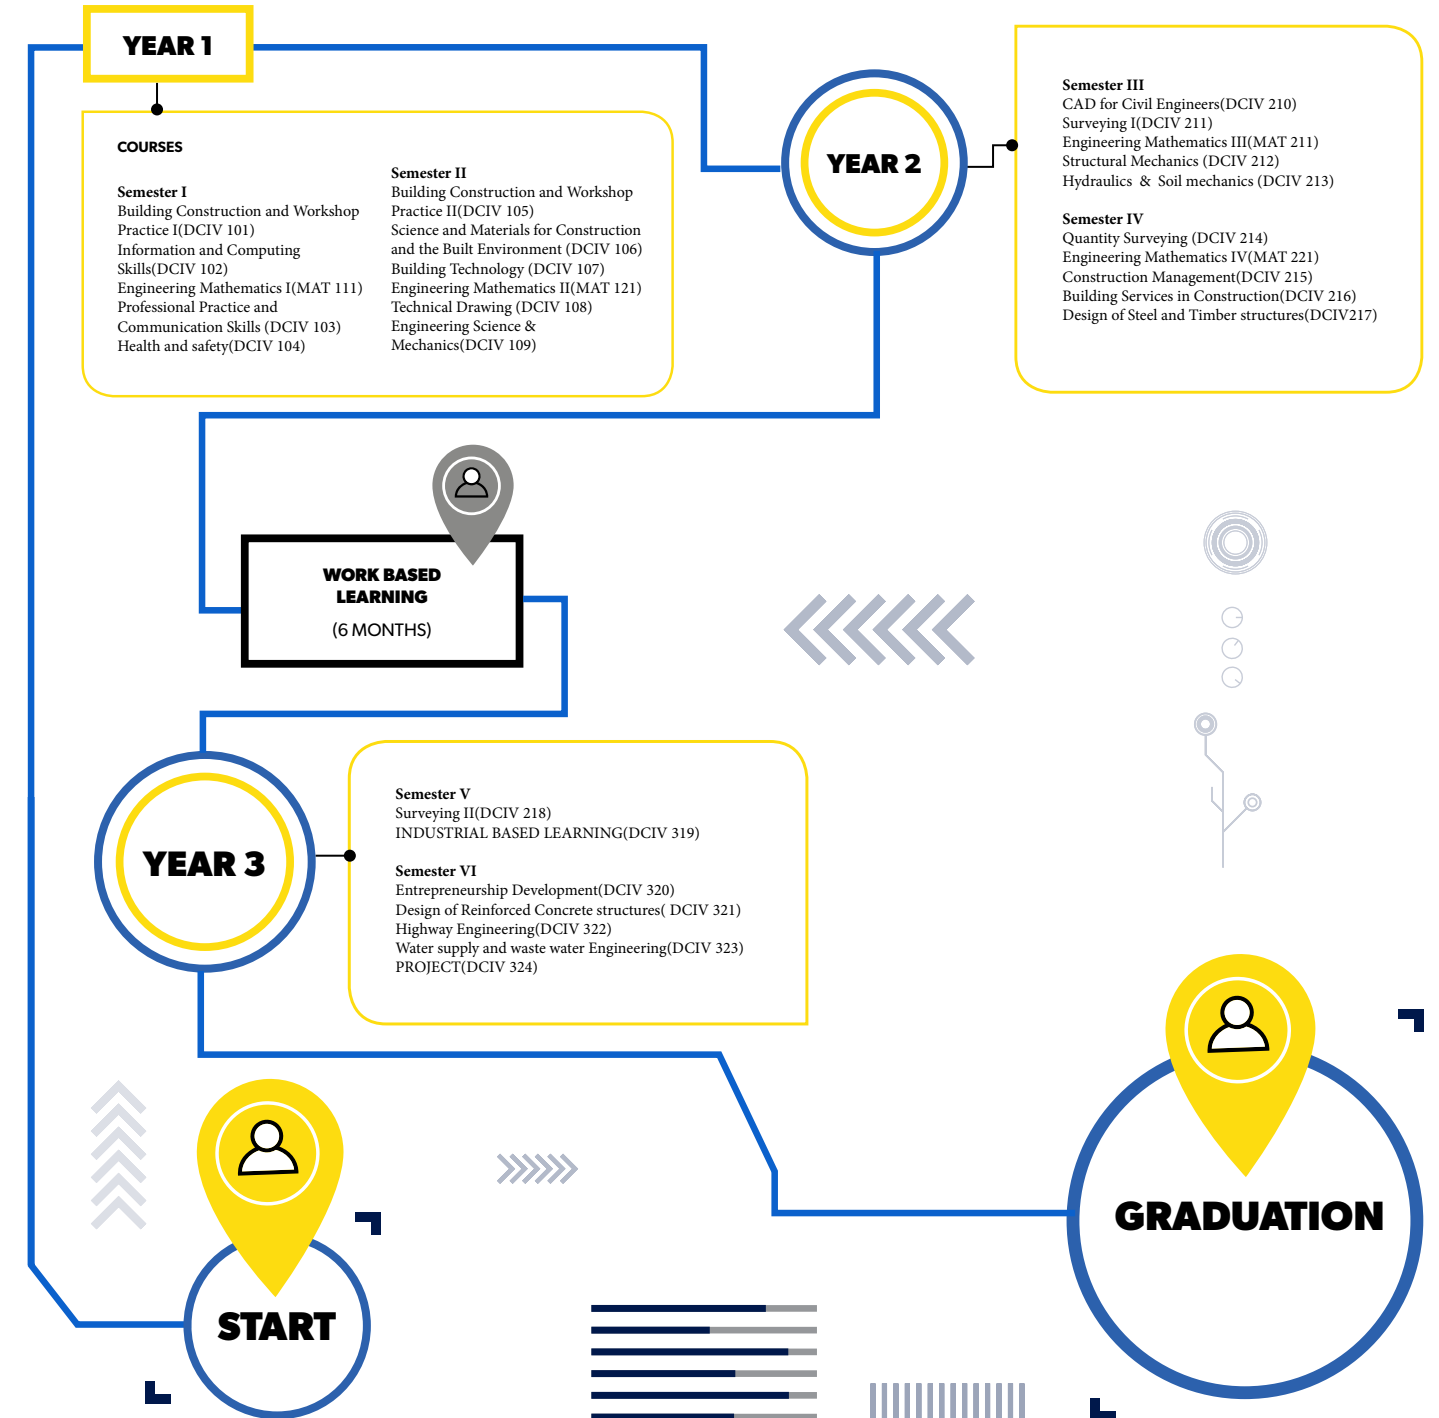 YEAR 1
COURSES
Semester I
Building Construction and Workshop
Practice I(DCIV 101)
Information and Computing
Skills(DCIV 102)
Engineering Mathematics I(MAT 111)
Professional Practice and
Communication Skills (DCIV 103)
Health and safety(DCIV 104)
Semester II
Building Construction and Workshop
Practice II(DCIV 105)
Science and Materials for Construction
and the Built Environment (DCIV 106)
Building Technology (DCIV 107)
Engineering Mathematics II(MAT 121)
Technical Drawing (DCIV 108)
Engineering Science &
Mechanics(DCIV 109)
YEAR 2
Semester III
CAD for Civil Engineers(DCIV 210)
Surveying I(DCIV 211)
Engineering Mathematics III(MAT 211)
Structural Mechanics (DCIV 212)
Hydraulics & Soil mechanics (DCIV 213)
Semester IV
Quantity Surveying (DCIV 214)
Engineering Mathematics IV(MAT 221)
Construction Management(DCIV 215)
Building Services in Construction(DCIV 216)
Design of Steel and Timber structures(DCIV217)
WORK BASED
LEARNING
(6 MONTHS)
YEAR 3
Semester V
Surveying II(DCIV 218)
INDUSTRIAL BASED LEARNING(DCIV 319)
Semester VI
Entrepreneurship Development(DCIV 320)
Design of Reinforced Concrete structures( DCIV 321)
Highway Engineering(DCIV 322)
Water supply and waste water Engineering(DCIV 323)
PROJECT(DCIV 324)
GRADUATION
START